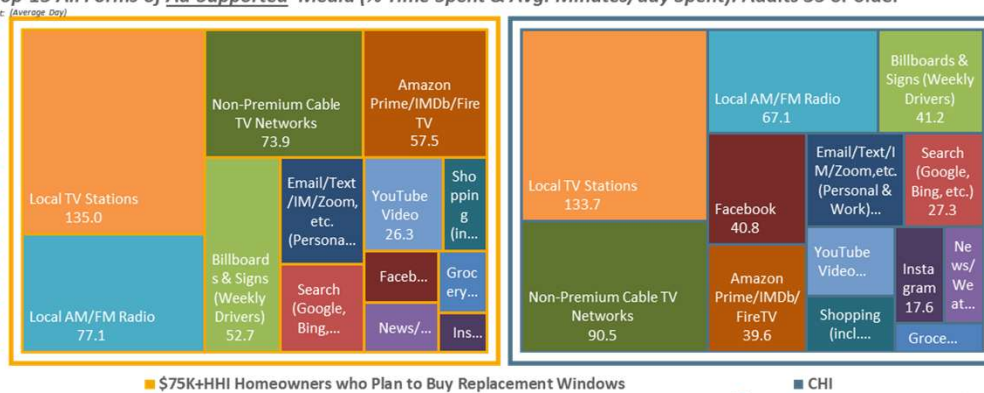 op-15 All Forms of Ad Supported Media (% Time Spent & Avg. Minutes/day Spent): Adults 35 or older
(Average Day)
Local TV Stations
135.0
Non-Premium Cable
TV Networks
73.9
Amazon
Prime/IMDb/Fire
TV
57.5
Local AM/FM Radio
77.1
Billboard
s & Signs
(Weekly
Drivers)
52.7
Email/Text
/IM/Zoom,
etc.
(Persona...
YouTube
Video
26.3
Sho
ppin
g
(in...
Search
(Google,
Bing,...
Faceb...
Groc
ery...
News/...
Ins...
Local TV Stations
133.7
Local AM/FM Radio
67.1
Billboards &
Signs (Weekly
Drivers)
41.2
Non-Premium Cable TV
Networks
90.5
Facebook
40.8
Email/Text/I
M/Zoom,etc.
(Personal &
Work)...
Search
(Google,
Bing, etc.)
27.3
Amazon
Prime/IMDb/
FireTV
39.6
YouTube
Video...
Shopping
(incl....
Insta
gram
17.6
Ne
ws/
We
at...
Groce...
$75K+HHI Homeowners who Plan to Buy Replacement Windows
CHI